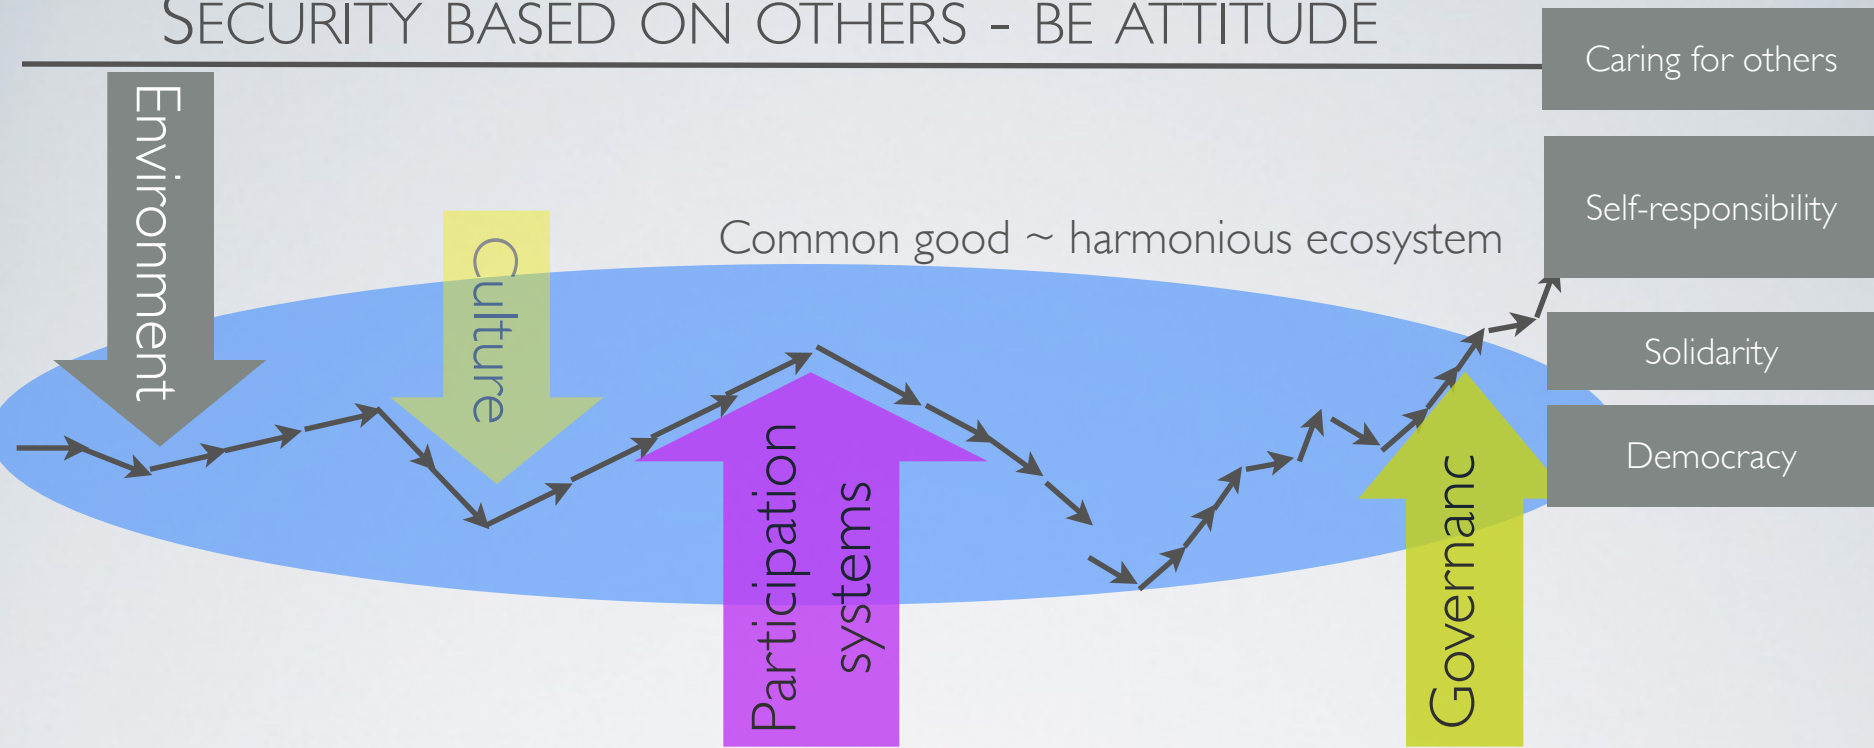 SECURITY BASED ON OTHERS - BE ATTITUDE
Caring for others
Environment
Self-responsibility
Culture
Common good ~ harmonious ecosystem
Solidarity
Democracy
Participation
systems
Governanc